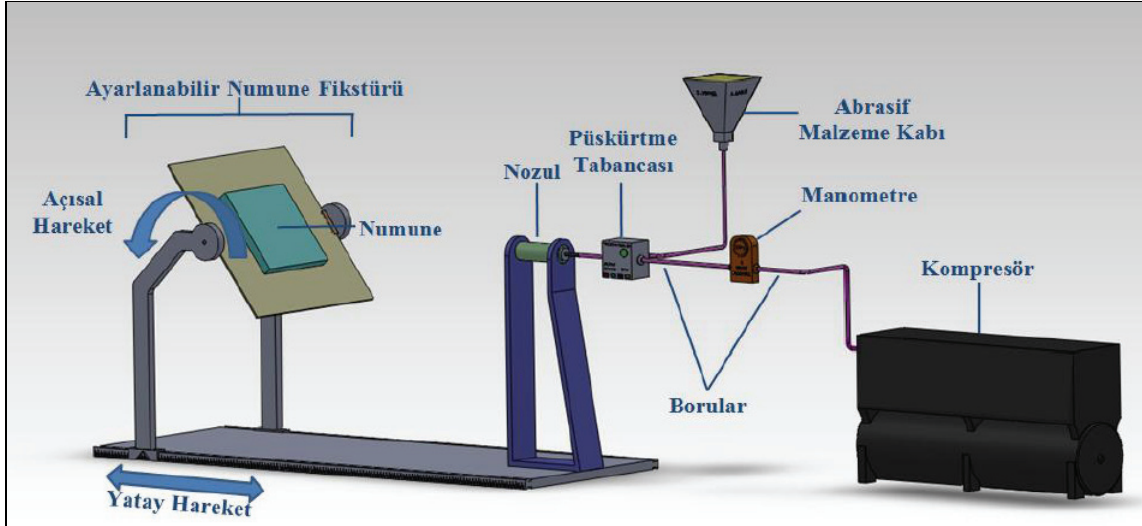 Ayarlanabilir Numune Fikstürü
Açısal
Hareket
Numune
Nozul
Püskürtme
Tabancası
Abrasif
Malzeme Kabı
Manometre
Kompresör
Borular
Yatay Hareket